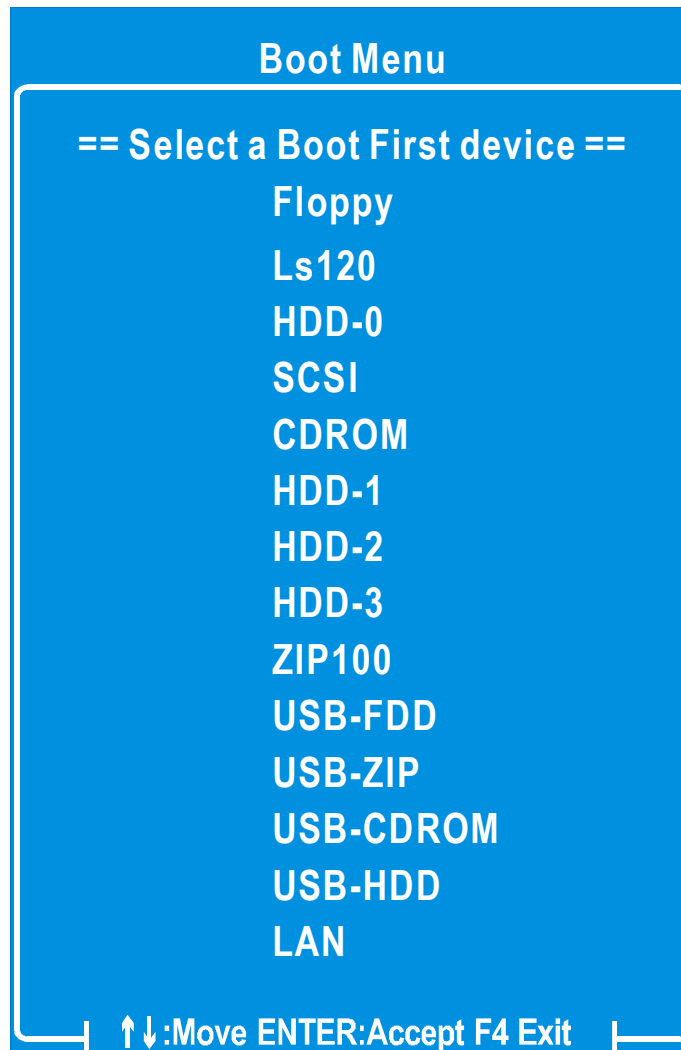 Boot Menu
== Select a Boot First device ==
Floppy
Ls120
HDD-0
SCSI
CDROM
HDD-1
HDD-2
HDD-3
ZIP100
USB-FDD
USB-ZIP
USB-CDROM
USB-HDD
LAN
↑↓:Move ENTER:Accept F4 Exit